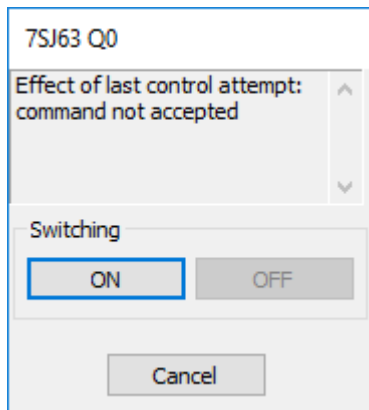 7SJ63 Q0
Effect of last control attempt:
command not accepted
Switching
ON
OFF
Cancel